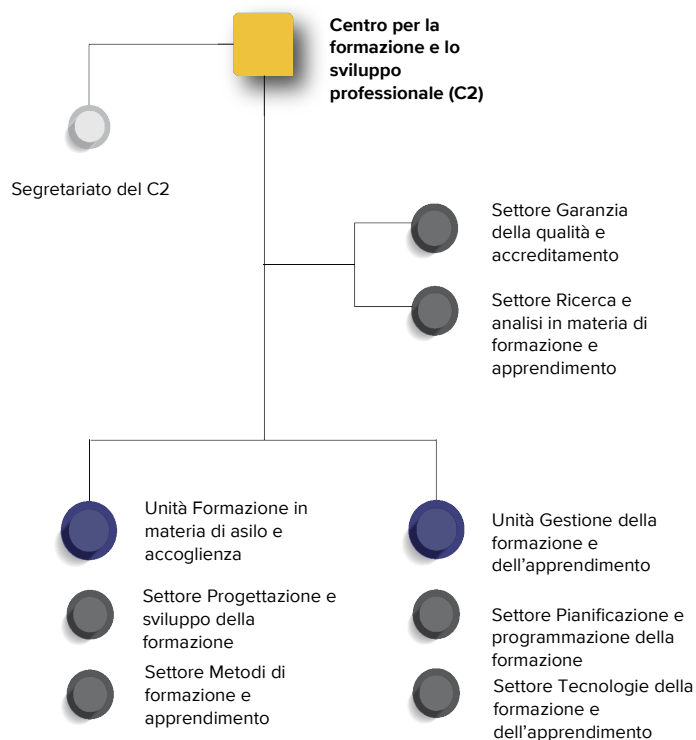 Centro per la
formazione e lo
sviluppo
professionale (C2)
Segretariato del C2
Settore Garanzia
della qualità e
accreditamento
Settore Ricerca e
analisi in materia di
formazione e
apprendimento
Unità Formazione in
materia di asilo e
accoglienza
Unità Gestione della
formazione e
dell’apprendimento
Settore Progettazione e
sviluppo della
formazione
Settore Pianificazione e
programmazione della
formazione
Settore Metodi di
formazione e
apprendimento
Settore Tecnologie della
formazione e
dell’apprendimento